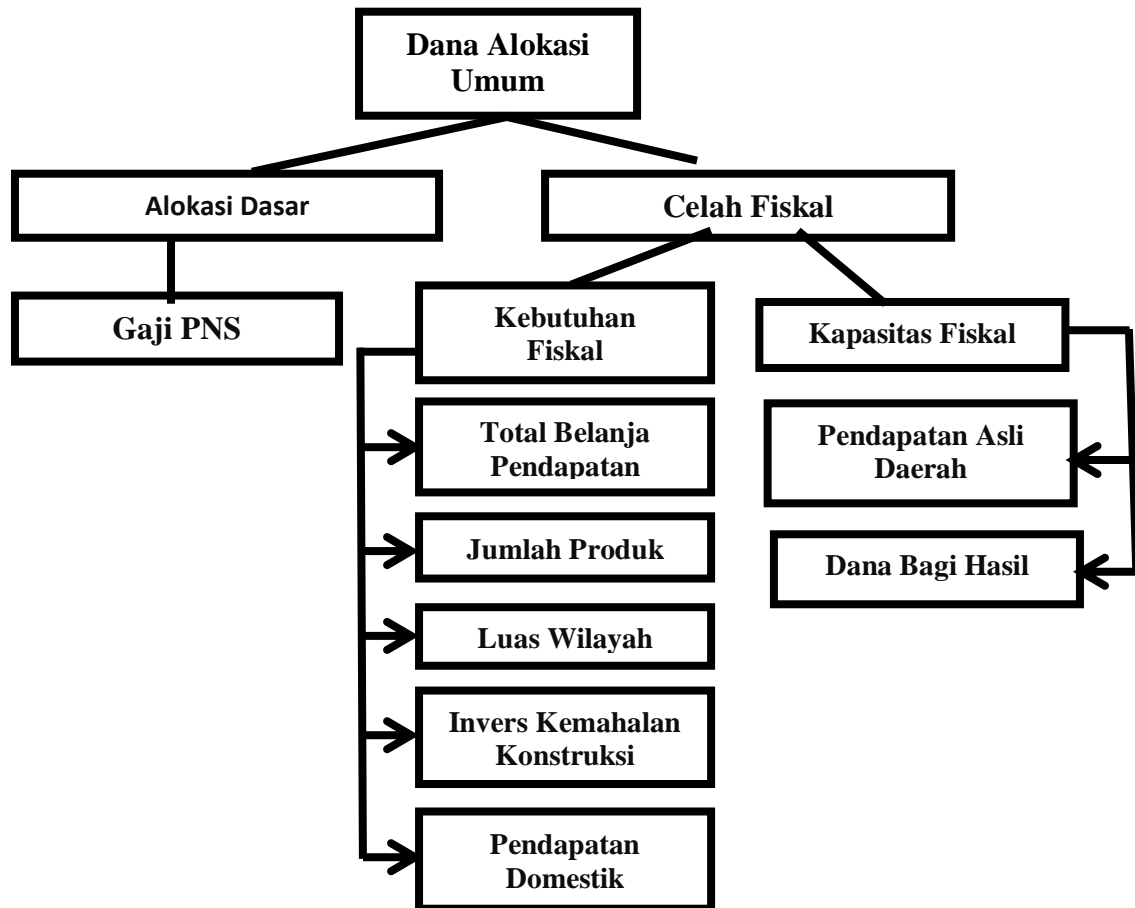 Dana Alokasi
Umum
Alokasi Dasar
Celah Fiskal
Gaji PNS
Kebutuhan
Fiskal
Kapasitas Fiskal
Total Belanja
Pendapatan
Pendapatan Asli
Daerah
Jumlah Produk
Dana Bagi Hasil
Luas Wilayah
Invers Kemahalan
Konstruksi
Pendapatan
Domestik